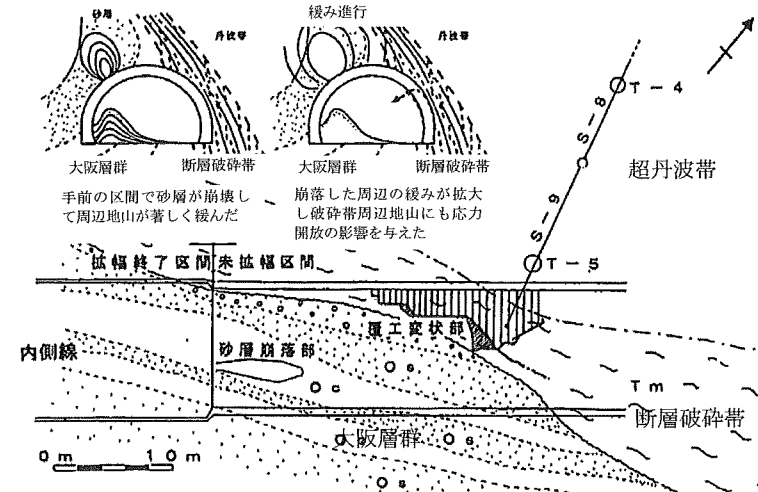 砂層
丹波帯
大阪層群
断層破砕帯
手前の区間で砂層が崩壊し
て周辺地山が著しく緩んだ
緩み進行
丹波帯
大阪層群
断層破砕帯
崩落した周辺の緩みが拡大
し破砕帯周辺地山にも応力
開放の影響を与えた
T－4
S－8
超丹波帯
S－9
T－5
拡幅終了区間
未拡幅区間
覆工変状部
内側線
砂層崩落部
O s
O c
Tm
断層破砕帯
大阪層群
O s
O s
0m
10m